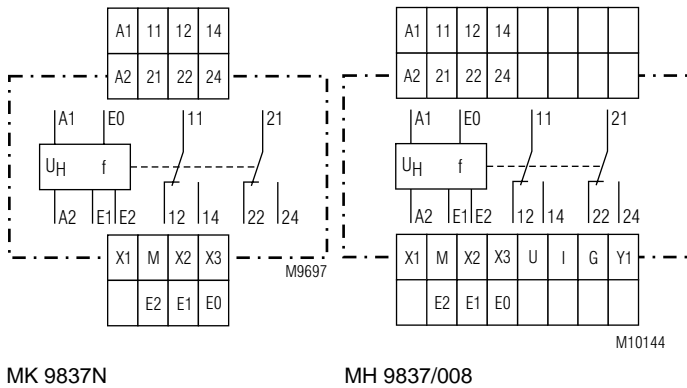 A1 11 12 14
A2 21 22 24
A1 E0 11 21
UH f
A2 E1 E2 12 14 22 24
X1 M X2 X3
E2 E1 E0
M9697
MK 9837N
A1 11 12 14
A2 21 22 24
A1 E0 11 21
UH f
A2 E1 E2 12 14 22 24
X1 M X2 X3 U I G Y1
E2 E1 E0
M10144
MH 9837/008